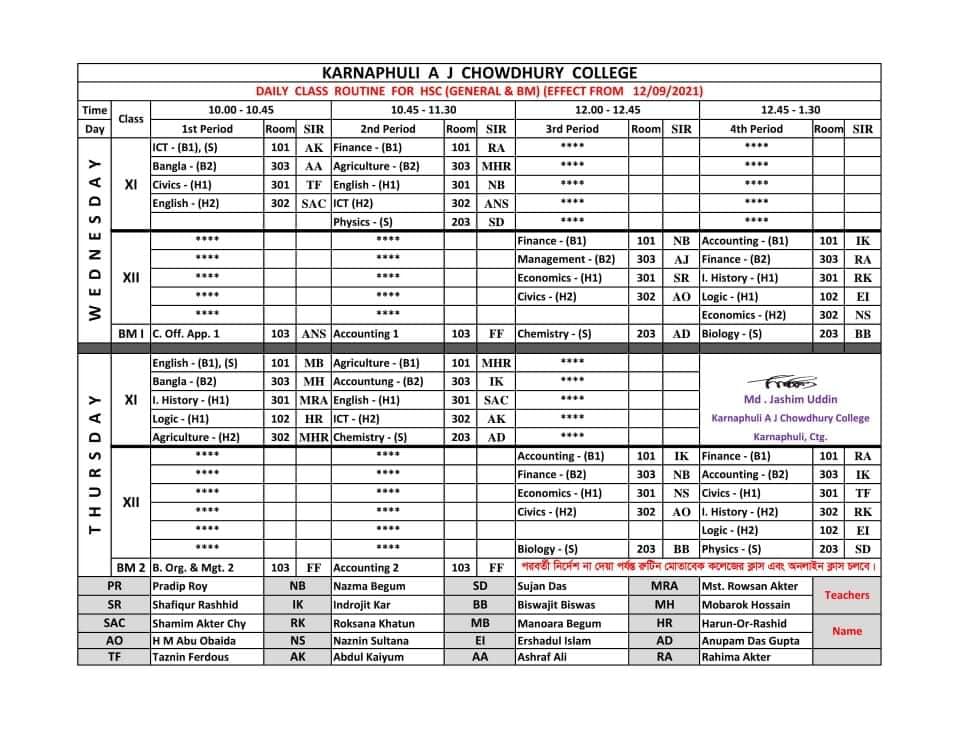 KARNAPHULI A J CHOWDHURY COLLEGE
DAILY CLASS ROUTINE FOR HSC (GENERAL & BM) (EFFECT FROM 12/09/2021)
Time Class 10.00 - 10.45 10.45 - 11.30 12.00 - 12.45 12.45 - 1.30
Day 1st Period Room SIR 2nd Period Room SIR 3rd Period Room SIR 4th Period Room SIR
WEDNESDAY
XI
ICT - (B1), (S) 101 AK Finance - (B1) 101 RA **** ****
Bangla - (B2) 303 AA Agriculture - (B2) 303 MHR **** ****
Civics - (H1) 301 TF English - (H1) 301 NB **** ****
English - (H2) 302 SAC ICT (H2) 302 ANS **** ****
Physics - (S) 203 SD **** ****
XII
**** **** Finance - (B1) 101 NB Accounting - (B1) 101 IK
**** **** Management - (B2) 303 AJ Finance - (B2) 303 RA
**** **** Economics - (H1) 301 SR I. History - (H1) 301 RK
**** **** Civics - (H2) 302 AO Logic - (H1) 102 EI
**** **** Economics - (H2) 302 NS
BM I C. Off. App. 1 103 ANS Accounting 1 103 FF Chemistry - (S) 203 AD Biology - (S) 203 BB
THURSDAY
XI
English - (B1), (S) 101 MB Agriculture - (B1) 101 MHR ****
Bangla - (B2) 303 MH Accountung - (B2) 303 IK ****
I. History - (H1) 301 MRA English - (H1) 301 SAC ****
Logic - (H1) 102 HR ICT - (H2) 302 AK ****
Agriculture - (H2) 302 MHR Chemistry - (S) 203 AD ****
Md . Jashim Uddin
Karnaphuli A J Chowdhury College
Karnaphuli, Ctg.
XII
**** **** Accounting - (B1) 101 IK Finance - (B1) 101 RA
**** **** Finance - (B2) 303 NB Accounting - (B2) 303 IK
**** **** Economics - (H1) 301 NS Civics - (H1) 301 TF
**** **** Civics - (H2) 302 AO I. History - (H2) 302 RK
**** **** Logic - (H2) 102 EI
**** **** Biology - (S) 203 BB Physics - (S) 203 SD
BM 2 B. Org. & Mgt. 2 103 FF Accounting 2 103 FF পরবর্তী নির্দেশ না দেয়া পর্যন্ত রুটিন মোতাবেক কলেজের ক্লাস এবং অনলাইন ক্লাস চলবে।
PR Pradip Roy NB Nazma Begum SD Sujan Das MRA Mst. Rowsan Akter Teachers
SR Shafiqur Rashhid IK Indrojit Kar BB Biswajit Biswas MH Mobarok Hossain
SAC Shamim Akter Chy RK Roksana Khatun MB Manoara Begum HR Harun-Or-Rashid Name
AO H M Abu Obaida NS Naznin Sultana EI Ershadul Islam AD Anupam Das Gupta
TF Taznin Ferdous AK Abdul Kaiyum AA Ashraf Ali RA Rahima Akter